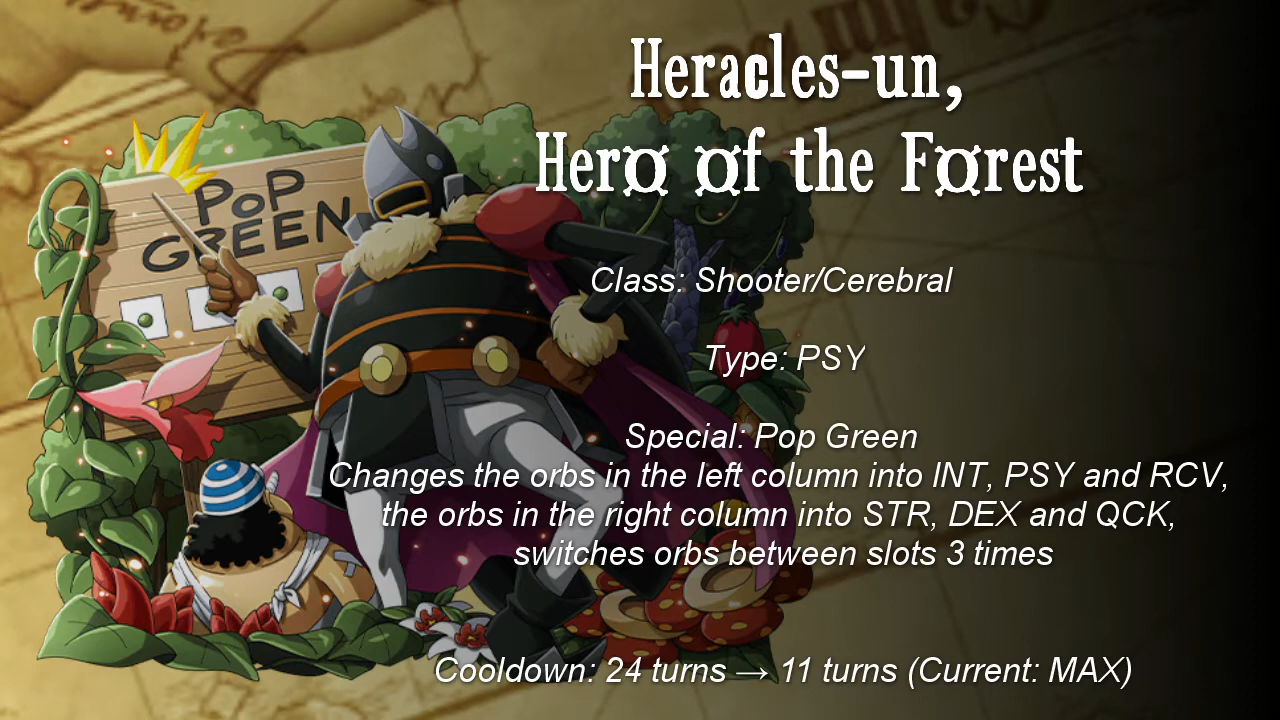 Heracles-un,
Hero of the Forest
POP
GREEN
Class: Shooter/Cerebral
Type: PSY
Special: Pop Green
Changes the orbs in the left column into INT, PSY and RCV,
the orbs in the right column into STR, DEX and QCK,
switches orbs between slots 3 times
Cooldown: 24 turns → 11 turns (Current: MAX)